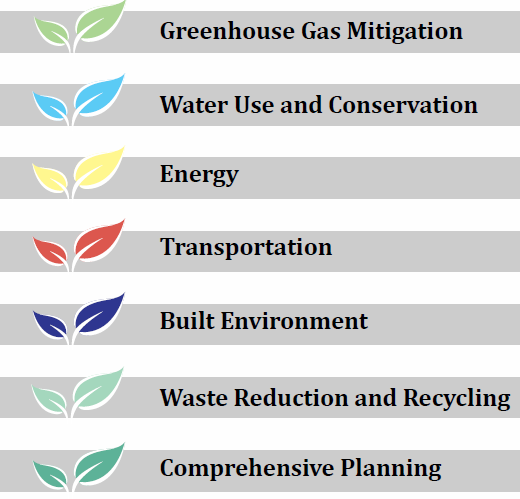 Greenhouse Gas Mitigation
Water Use and Conservation
Energy
Transportation
Built Environment
Waste Reduction and Recycling
Comprehensive Planning